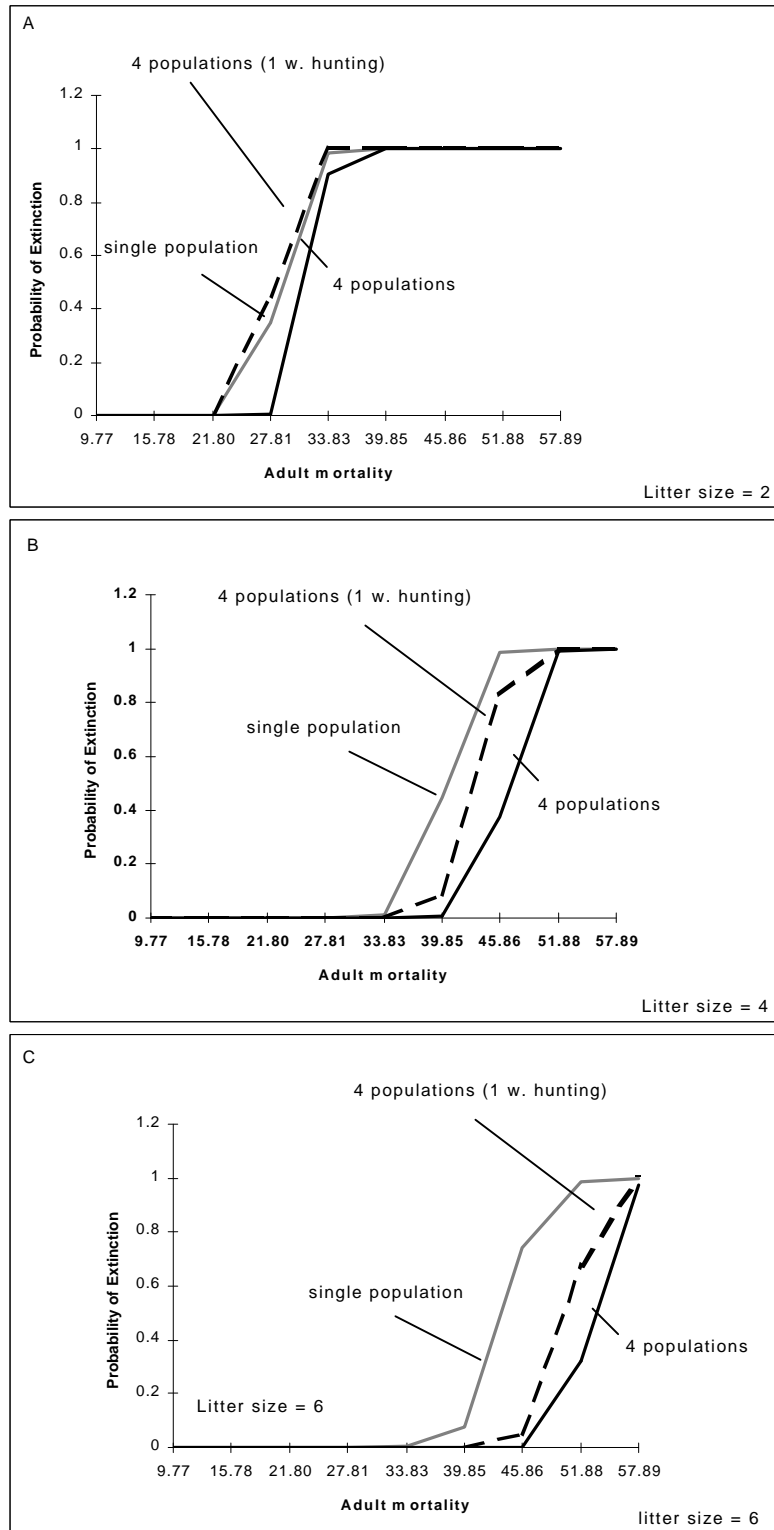 A
4 populations (1 w. hunting)
1.2
1
0.8
0.6
0.4
0.2
0
Probability of Extinction
single population
4 populations
9.77 15.78 21.80 27.81 33.83 39.85 45.86 51.88 57.89
Adult mortality
Litter size = 2
B
4 populations (1 w. hunting)
1.2
1
0.8
0.6
0.4
0.2
0
Probability of Extinction
single population
4 populations
9.77 15.78 21.80 27.81 33.83 39.85 45.86 51.88 57.89
Adult mortality
Litter size = 4
C
4 populations (1 w. hunting)
1.2
1
0.8
0.6
0.4
0.2
0
Probability of Extinction
single population
4 populations
Litter size = 6
9.77 15.78 21.80 27.81 33.83 39.85 45.86 51.88 57.89
Adult mortality
litter size = 6